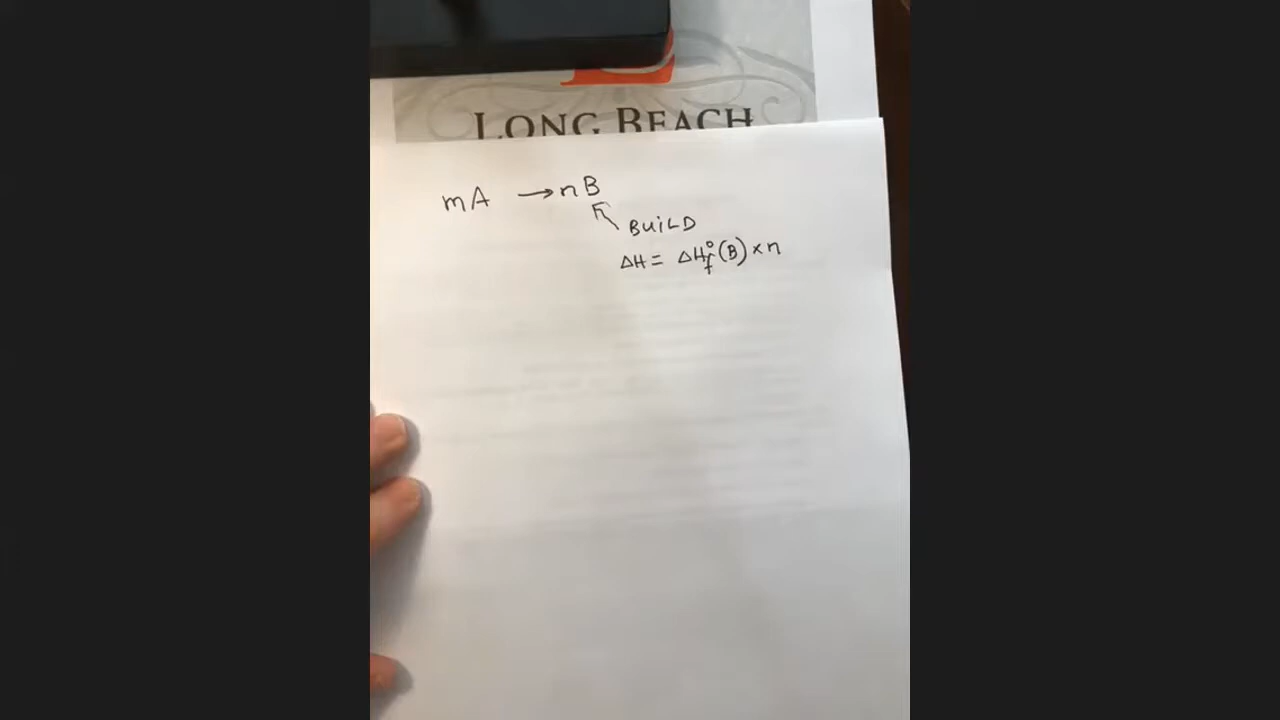 LONG BEACH
mA → nB
BUILD
ΔH = ΔH°f (B) × n